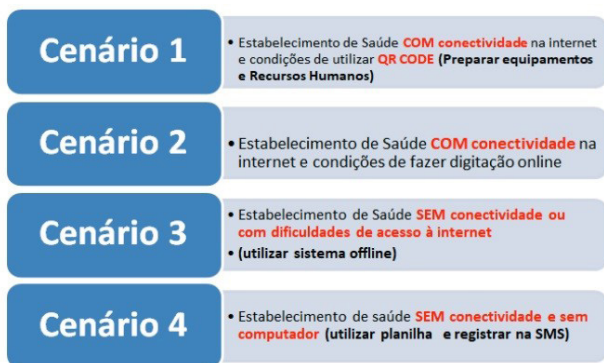 Cenário 1
• Estabelecimento de Saúde COM conectividade na internet
e condições de utilizar QR CODE (Preparar equipamentos
e Recursos Humanos)
Cenário 2
• Estabelecimento de Saúde COM conectividade na
internet e condições de fazer digitação online
Cenário 3
• Estabelecimento de Saúde SEM conectividade ou
com dificuldades de acesso à internet
• (utilizar sistema offline)
Cenário 4
• Estabelecimento de saúde SEM conectividade e sem
computador (utilizar planilha e registrar na SMS)